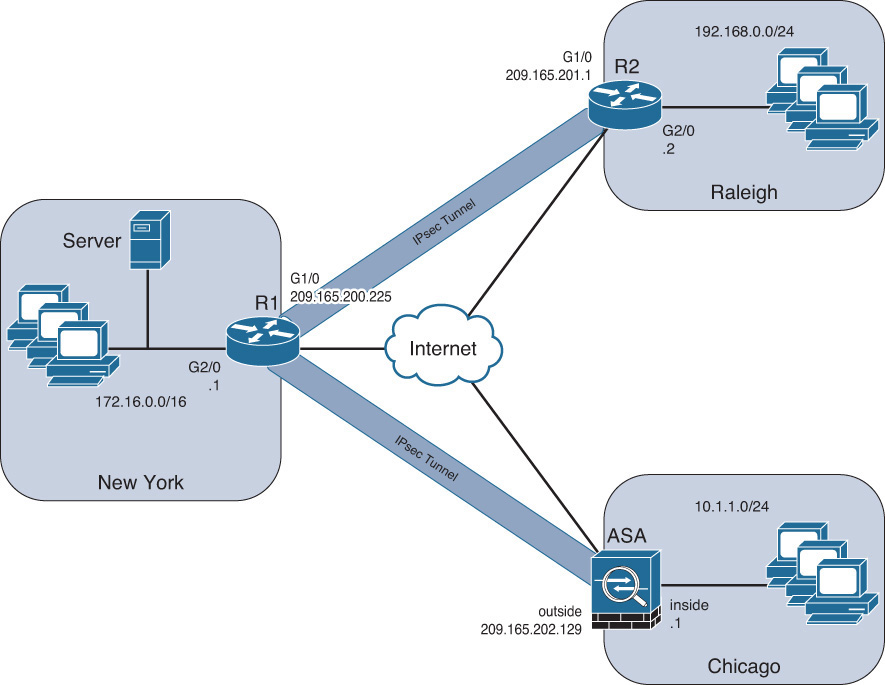 192.168.0.0/24
G1/0
209.165.201.1
R2
G2/0
.2
Raleigh
IPsec Tunnel
Server
G1/0
209.165.200.225
R1
G2/0
.1
172.16.0.0/16
New York
Internet
IPsec Tunnel
10.1.1.0/24
ASA
outside
209.165.202.129
inside
.1
Chicago